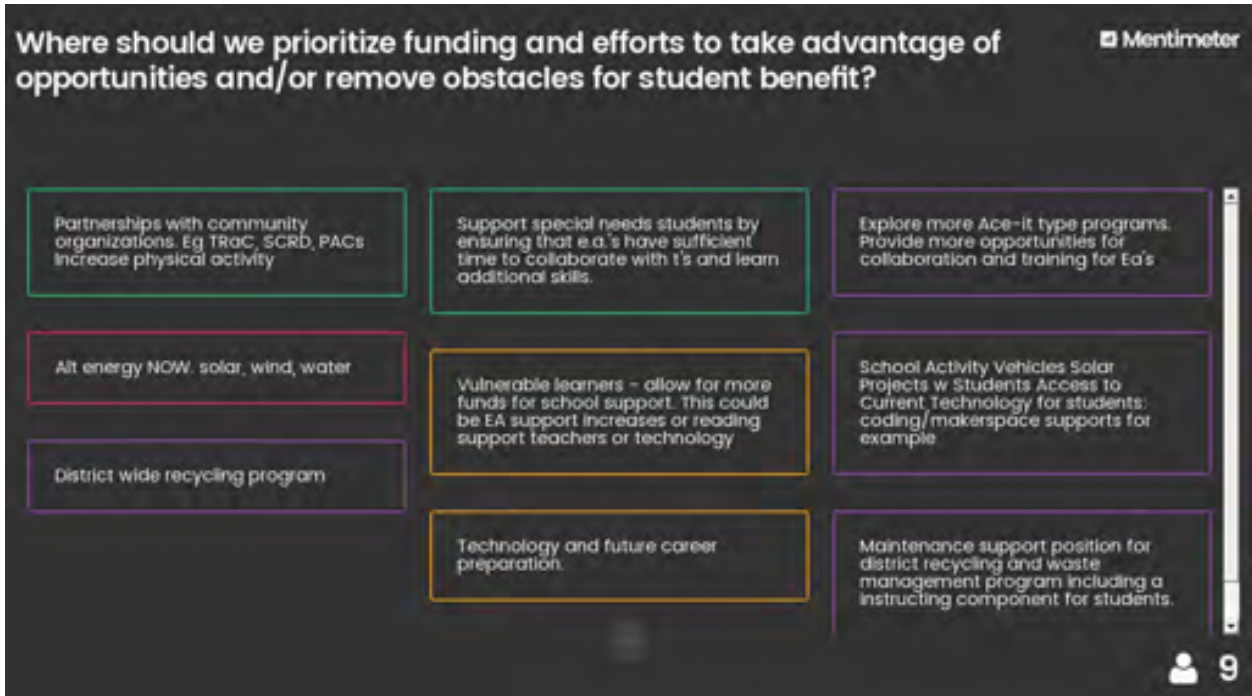 Where should we prioritize funding and efforts to take advantage of
opportunities and/or remove obstacles for student benefit?
Mentimeter
Partnerships with community
organizations. Eg TRaC, SCRD, PACs
Increase physical activity
Alt energy NOW. solar, wind, water
District wide recycling program
Support special needs students by
ensuring that e.a.'s have sufficient
time to collaborate with t's and learn
additional skills.
Vulnerable learners - allow for more
funds for school support. This could
be EA support increases or reading
support teachers or technology
Technology and future career
preparation.
Explore more Ace-it type programs.
Provide more opportunities for
collaboration and training for Ea's
School Activity Vehicles Solar
Projects w Students Access to
Current Technology for students:
coding/makerspace supports for
example
Maintenance support position for
district recycling and waste
management program including a
instructing component for students.
9